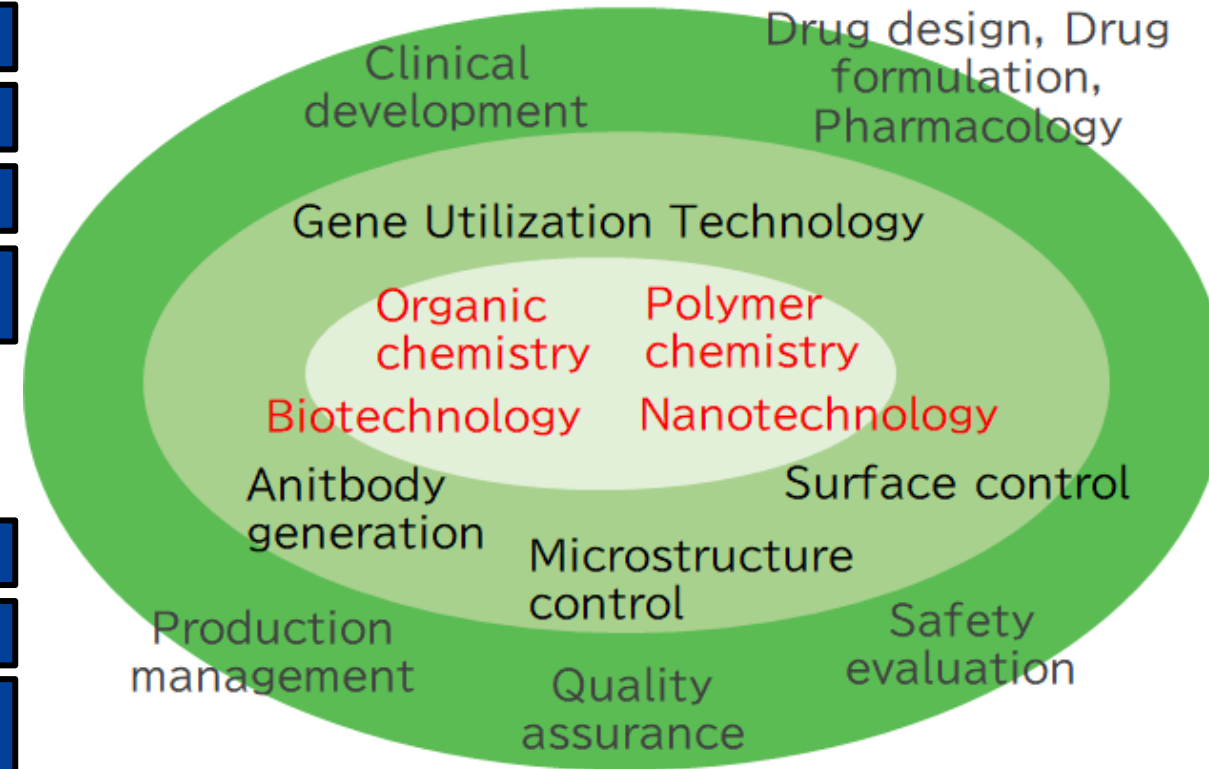 Clinical
development
Drug design, Drug
formulation,
Pharmacology
Gene Utilization Technology
Organic
chemistry
Polymer
chemistry
Biotechnology
Nanotechnology
Anitbody
generation
Surface control
Microstructure
control
Production
management
Quality
assurance
Safety
evaluation